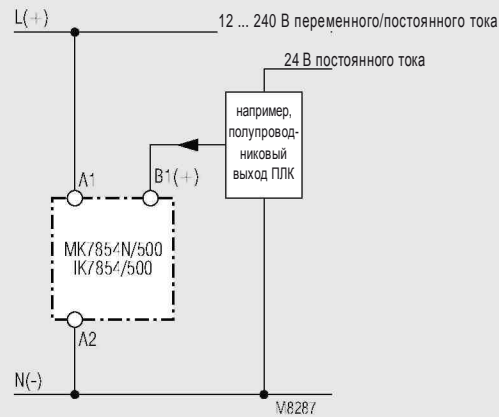 L(+)
12 ... 240 В переменного/постоянного тока
24 В постоянного тока
например,
полупровод-
никовый
выход ПЛК
A1
B1(+)
MK7854N/500
IK7854/500
A2
N(-)
M8287